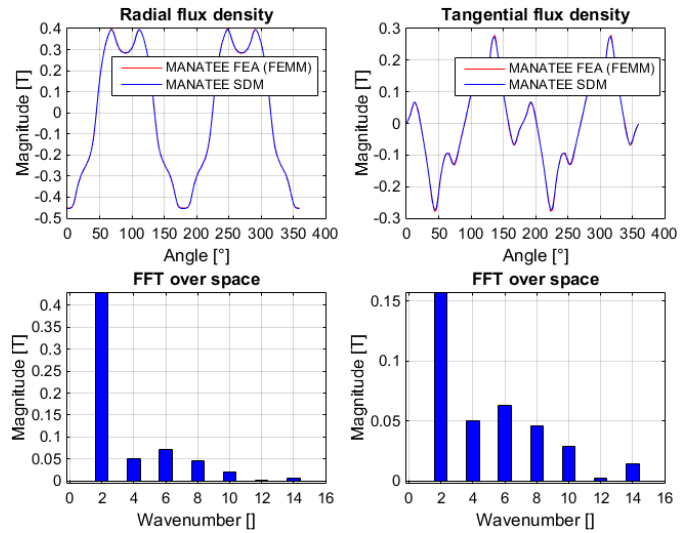 Radial flux density
Magnitude [T]
0.4
0.3
0.2
0.1
0
-0.1
-0.2
-0.3
-0.4
-0.5
MANATEE FEA (FEMM)
MANATEE SDM
0 50 100 150 200 250 300 350 400
Angle [°]
Tangential flux density
Magnitude [T]
0.3
0.2
0.1
0
-0.1
-0.2
-0.3
MANATEE FEA (FEMM)
MANATEE SDM
0 50 100 150 200 250 300 350 400
Angle [°]
FFT over space
Magnitude [T]
0.4
0.35
0.3
0.25
0.2
0.15
0.1
0.05
0
0 2 4 6 8 10 12 14 16
Wavenumber []
FFT over space
Magnitude [T]
0.15
0.1
0.05
0
0 2 4 6 8 10 12 14 16
Wavenumber []